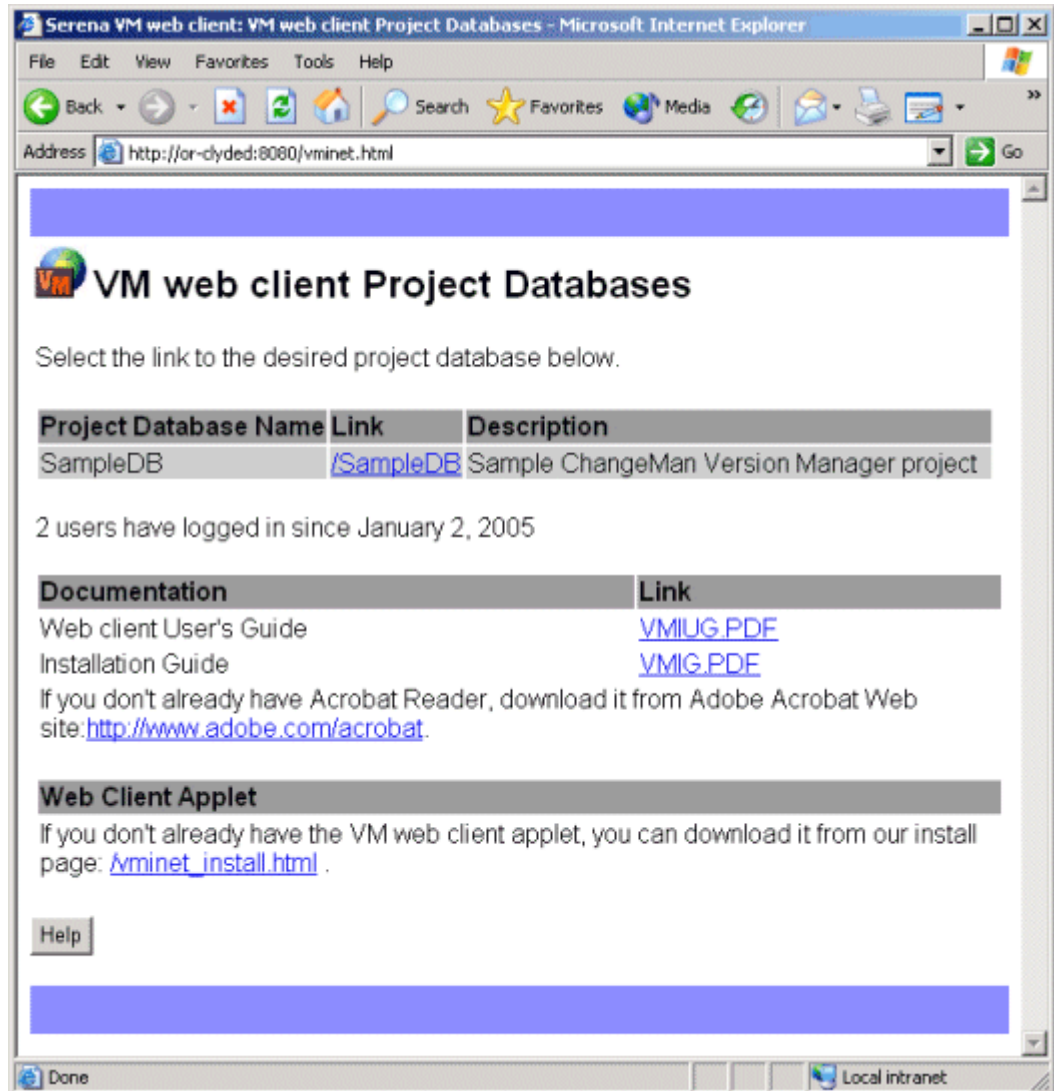 Serena VM web client: VM web client Project Databases - Microsoft Internet Explorer
File Edit View Favorites Tools Help
Back Search Favorites Media »
Address http://or-clyded:8080/vminet.html Go
VM VM web client Project Databases
Select the link to the desired project database below.
Project Database Name Link Description
SampleDB /SampleDB Sample ChangeMan Version Manager project
2 users have logged in since January 2, 2005
Documentation Link
Web client User's Guide VMIUG.PDF
Installation Guide VMIG.PDF
If you don't already have Acrobat Reader, download it from Adobe Acrobat Web
site:http://www.adobe.com/acrobat.
Web Client Applet
If you don't already have the VM web client applet, you can download it from our install
page: /vminet_install.html .
Help
Done Local intranet